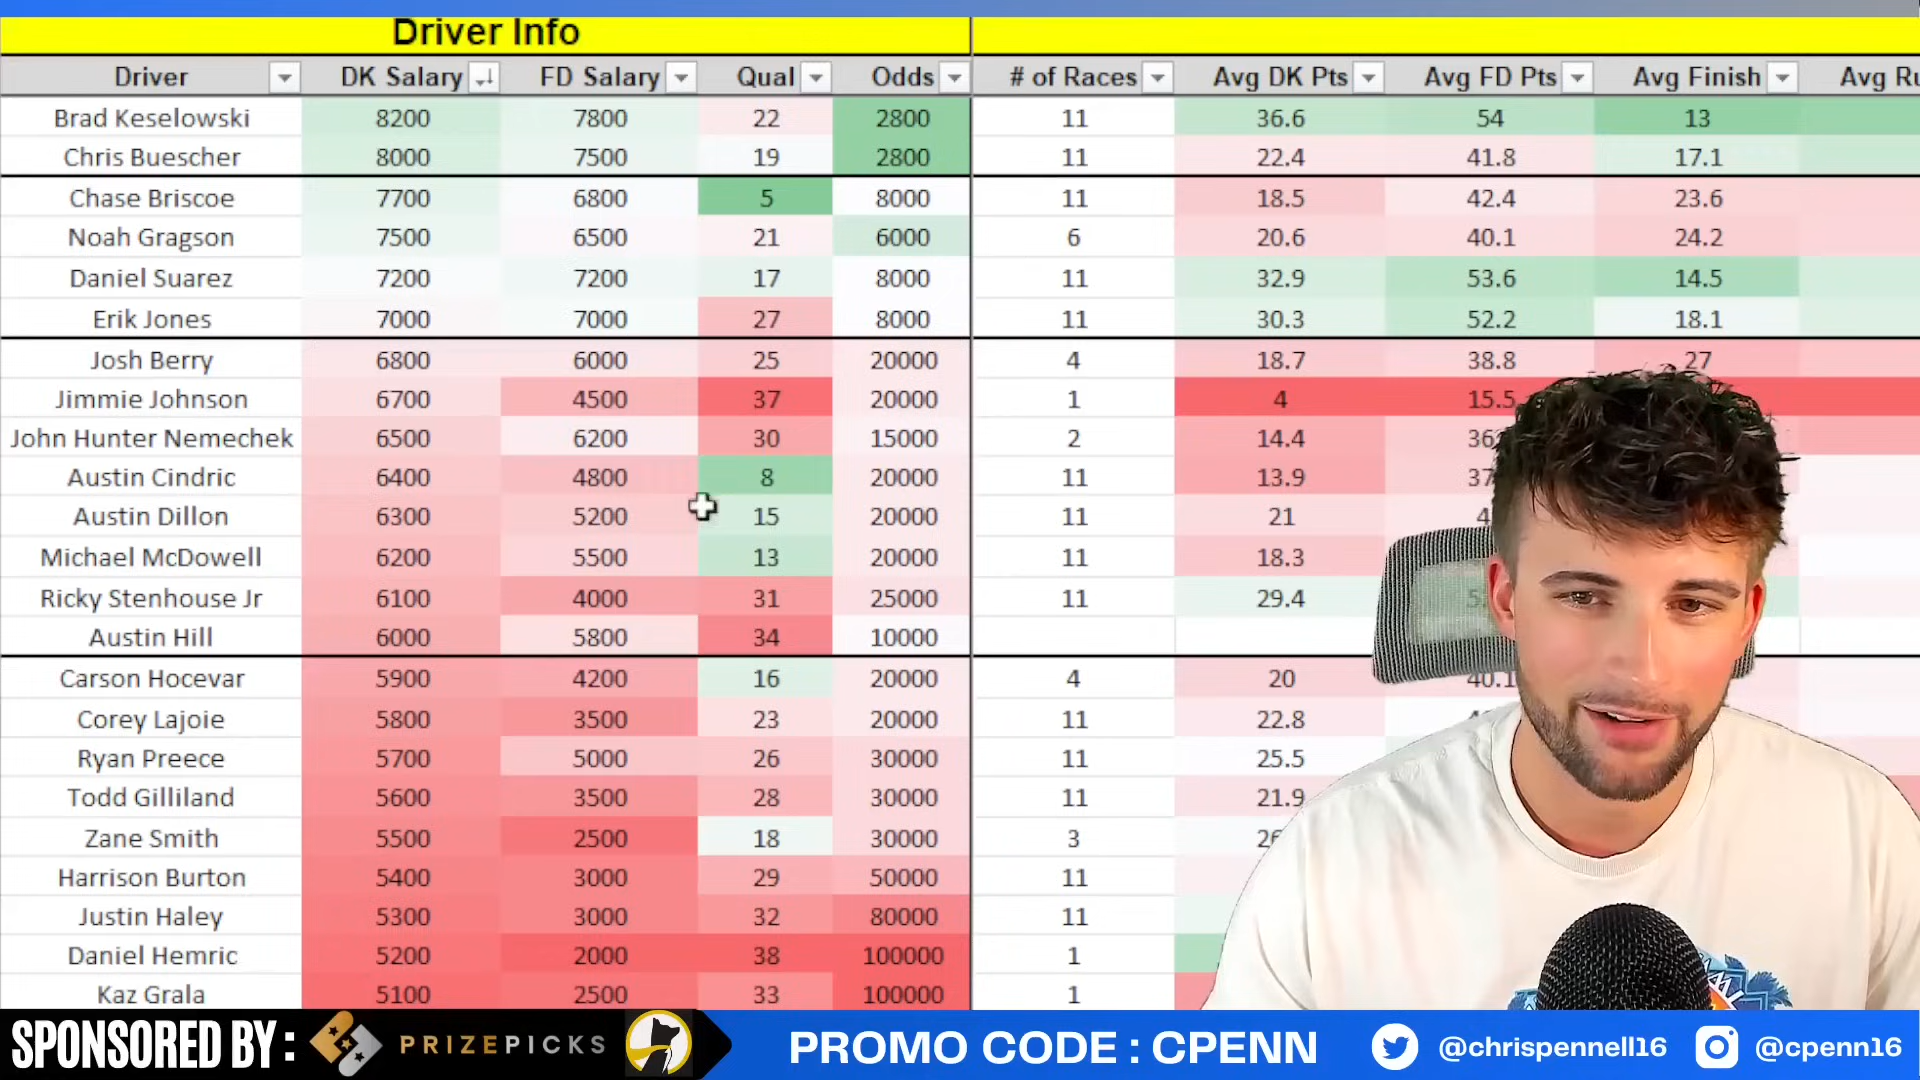 Driver Info
Driver DK Salary FD Salary Qual Odds # of Races Avg DK Pts Avg FD Pts Avg Finish Avg Ru
Brad Keselowski 8200 7800 22 2800 11 36.6 54 13
Chris Buescher 8000 7500 19 2800 11 22.4 41.8 17.1
Chase Briscoe 7700 6800 5 8000 11 18.5 42.4 23.6
Noah Gragson 7500 6500 21 6000 6 20.6 40.1 24.2
Daniel Suarez 7200 7200 17 8000 11 32.9 53.6 14.5
Erik Jones 7000 7000 27 8000 11 30.3 52.2 18.1
Josh Berry 6800 6000 25 20000 4 18.7 38.8 27
Jimmie Johnson 6700 4500 37 20000 1 4 15.5
John Hunter Nemechek 6500 6200 30 15000 2 14.4 36
Austin Cindric 6400 4800 8 20000 11 13.9 37
Austin Dillon 6300 5200 15 20000 11 21 4
Michael McDowell 6200 5500 13 20000 11 18.3
Ricky Stenhouse Jr 6100 4000 31 25000 11 29.4
Austin Hill 6000 5800 34 10000
Carson Hocevar 5900 4200 16 20000 4 20 40.1
Corey Lajoie 5800 3500 23 20000 11 22.8
Ryan Preece 5700 5000 26 30000 11 25.5
Todd Gilliland 5600 3500 28 30000 11 21.9
Zane Smith 5500 2500 18 30000 3 26
Harrison Burton 5400 3000 29 50000 11
Justin Haley 5300 3000 32 80000 11
Daniel Hemric 5200 2000 38 100000 1
Kaz Grala 5100 2500 33 100000 1
SPONSORED BY : PRIZEPICKS PROMO CODE : CPENN @chrispennell16 @cpenn16